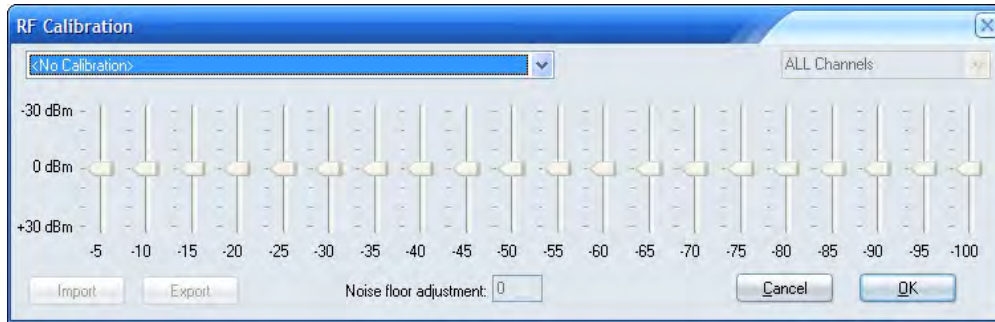 RF Calibration
<No Calibration>
ALL Channels
-30 dBm
0 dBm
+30 dBm
-5 -10 -15 -20 -25 -30 -35 -40 -45 -50 -55 -60 -65 -70 -75 -80 -85 -90 -95 -100
Import Export Noise floor adjustment: 0 Cancel OK